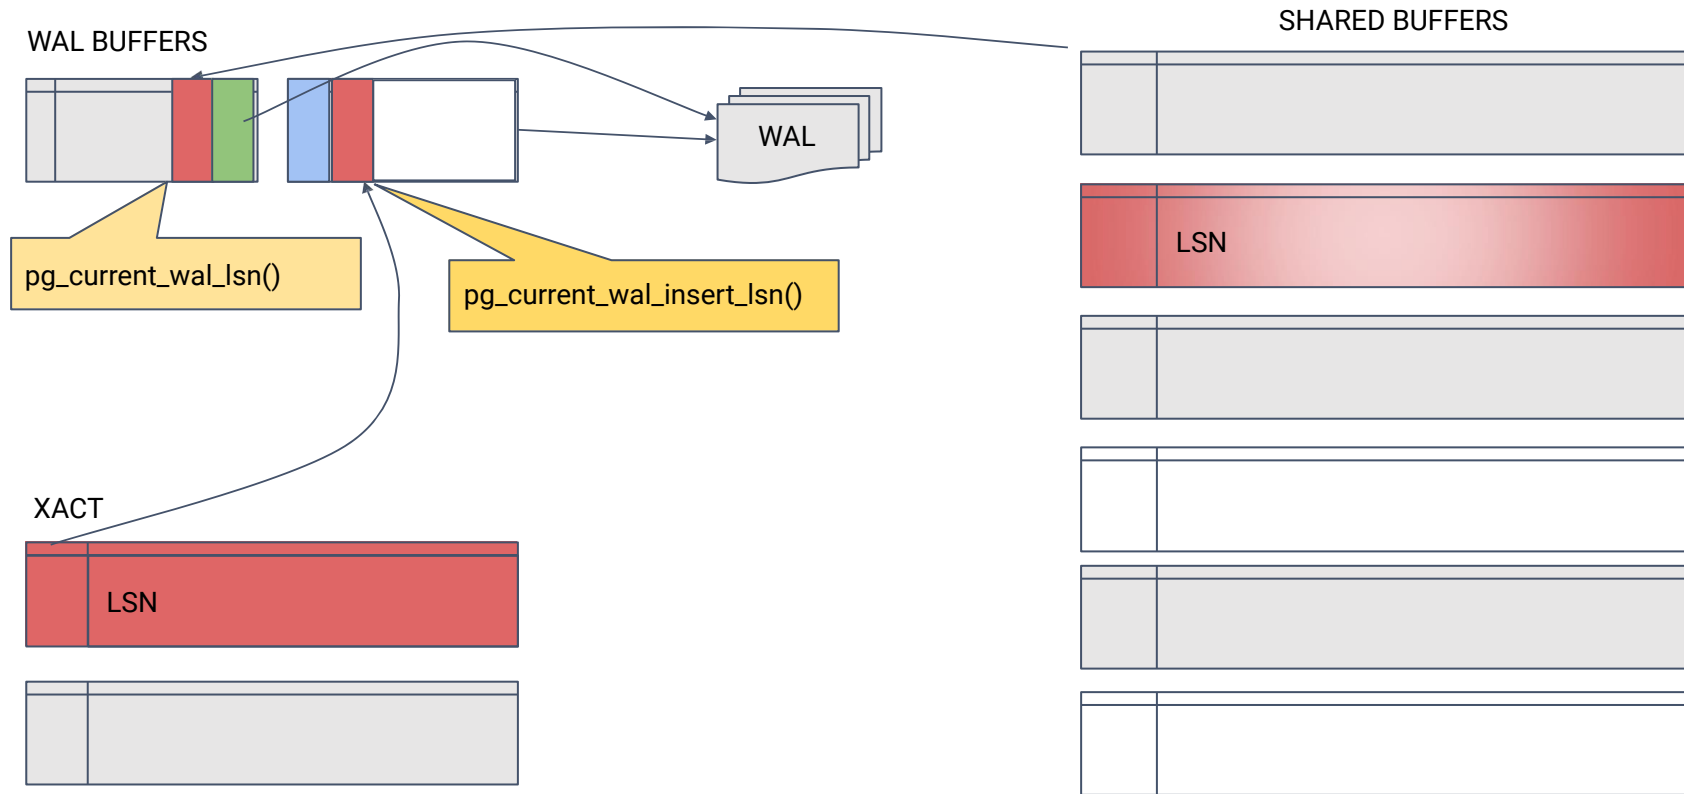 SHARED BUFFERS
WAL BUFFERS
WAL
LSN
pg_current_wal_lsn()
pg_current_wal_insert_lsn()
XACT
LSN